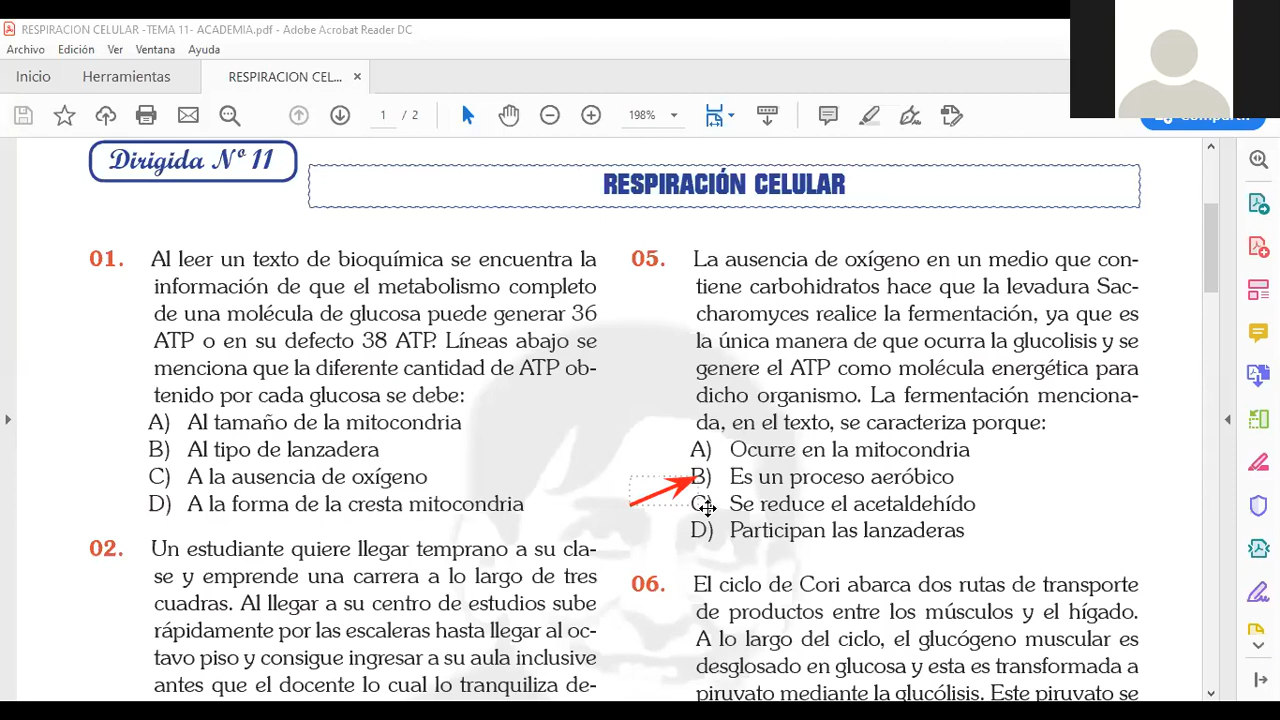 RESPIRACION CELULAR -TEMA 11- ACADEMIA.pdf - Adobe Acrobat Reader DC
Archivo Edición Ver Ventana Ayuda
Inicio Herramientas RESPIRACION CEL... ×
1 / 2 198%
Dirigida Nº 11
RESPIRACIÓN CELULAR
01. Al leer un texto de bioquímica se encuentra la
información de que el metabolismo completo
de una molécula de glucosa puede generar 36
ATP o en su defecto 38 ATP. Líneas abajo se
menciona que la diferente cantidad de ATP ob-
tenido por cada glucosa se debe:
A) Al tamaño de la mitocondria
B) Al tipo de lanzadera
C) A la ausencia de oxígeno
D) A la forma de la cresta mitocondria
02. Un estudiante quiere llegar temprano a su cla-
se y emprende una carrera a lo largo de tres
cuadras. Al llegar a su centro de estudios sube
rápidamente por las escaleras hasta llegar al oc-
tavo piso y consigue ingresar a su aula inclusive
antes que el docente lo cual lo tranquiliza de-
05. La ausencia de oxígeno en un medio que con-
tiene carbohidratos hace que la levadura Sac-
charomyces realice la fermentación, ya que es
la única manera de que ocurra la glucolisis y se
genere el ATP como molécula energética para
dicho organismo. La fermentación menciona-
da, en el texto, se caracteriza porque:
A) Ocurre en la mitocondria
B) Es un proceso aeróbico
C) Se reduce el acetaldehído
D) Participan las lanzaderas
06. El ciclo de Cori abarca dos rutas de transporte
de productos entre los músculos y el hígado.
A lo largo del ciclo, el glucógeno muscular es
desglosado en glucosa y esta es transformada a
piruvato mediante la glucólisis. Este piruvato se